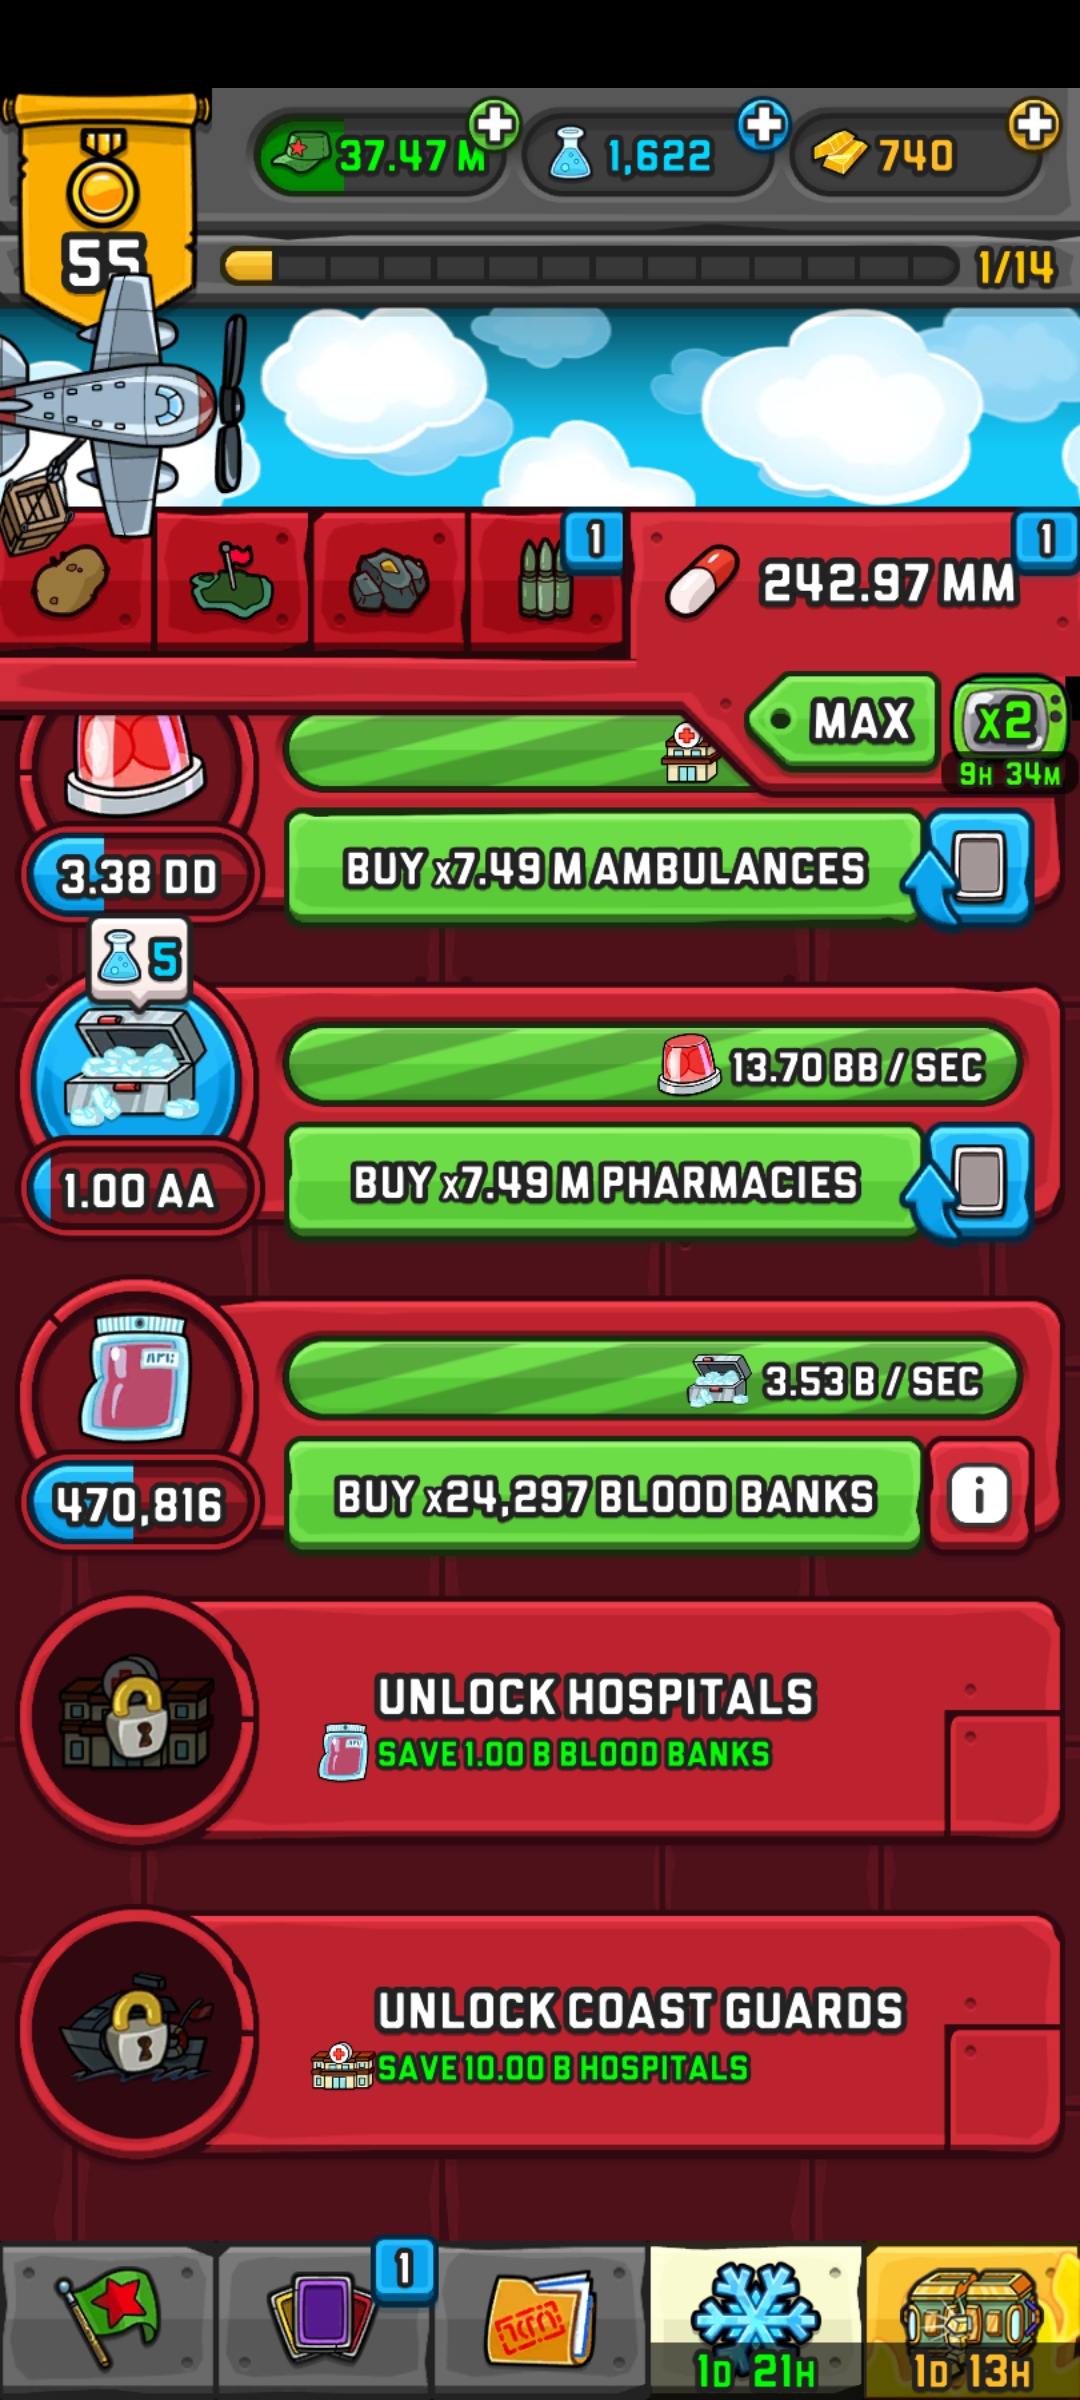 37.47 M
1,622
740
55
1/14
1
1
242.97 MM
MAX
x2
9H 34M
3.38 DD
BUY x7.49 M AMBULANCES
5
13.70 BB / SEC
1.00 AA
BUY x7.49 M PHARMACIES
3.53 B / SEC
470,816
BUY x24,297 BLOOD BANKS
i
UNLOCK HOSPITALS
SAVE 1.00 B BLOOD BANKS
UNLOCK COAST GUARDS
SAVE 10.00 B HOSPITALS
1
1D 21H
1D 13H